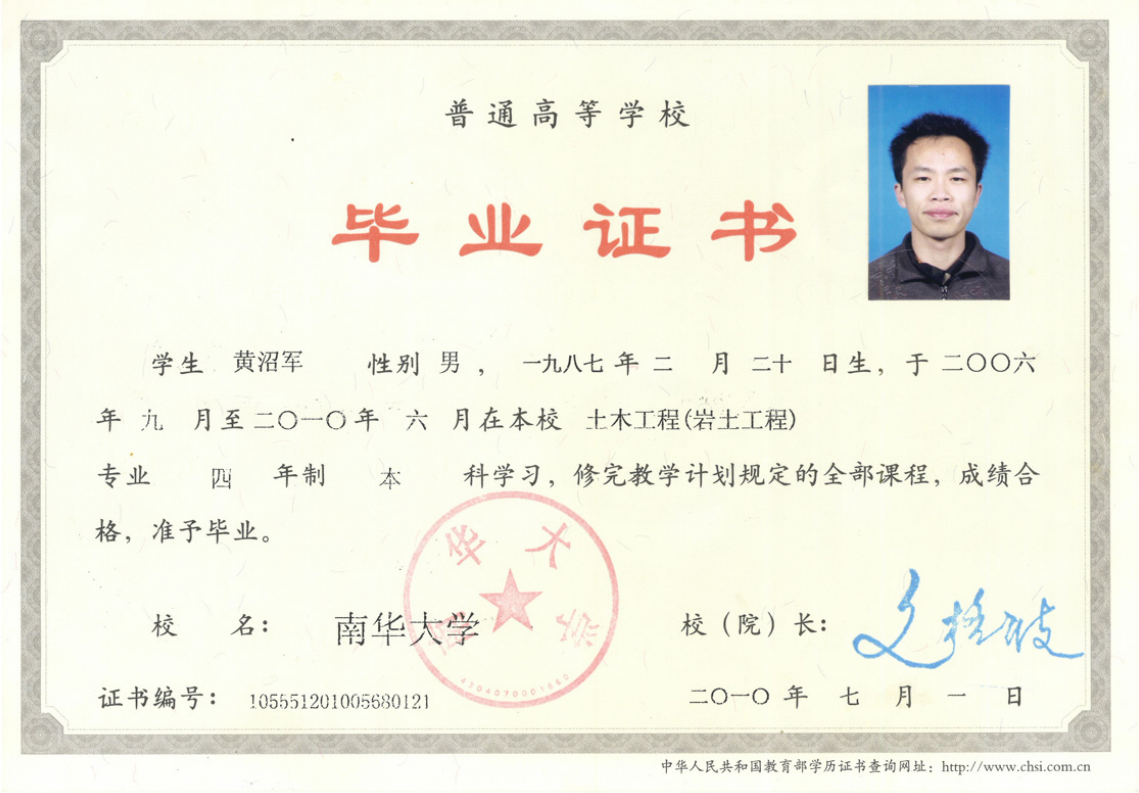 普通高等学校
毕业证书
学生 黄沼军 性别 男，一九八七年二月二十日生，于二〇〇六
年九月至二〇一〇年六月在本校 土木工程(岩土工程)
专业 四 年制 本 科学习，修完教学计划规定的全部课程，成绩合
格，准予毕业。
南华大学
校 名： 南华大学
校（院）长：
证书编号： 105551201005680121
二〇一〇年七月一日
中华人民共和国教育部学历证书查询网址：http://www.chsi.com.cn